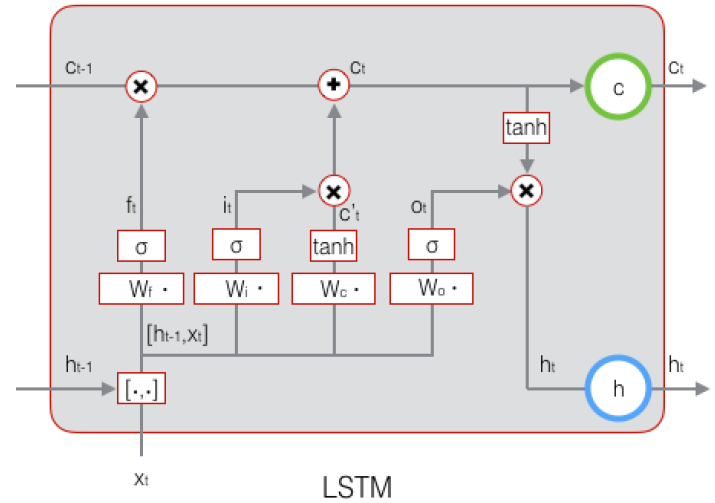 Ct-1 Ct Ct
c
tanh
ft it c't ot
σ σ tanh σ
Wf · Wi · Wc · Wo ·
[ht-1,xt]
ht-1 ht ht
[.,.] h
xt
LSTM